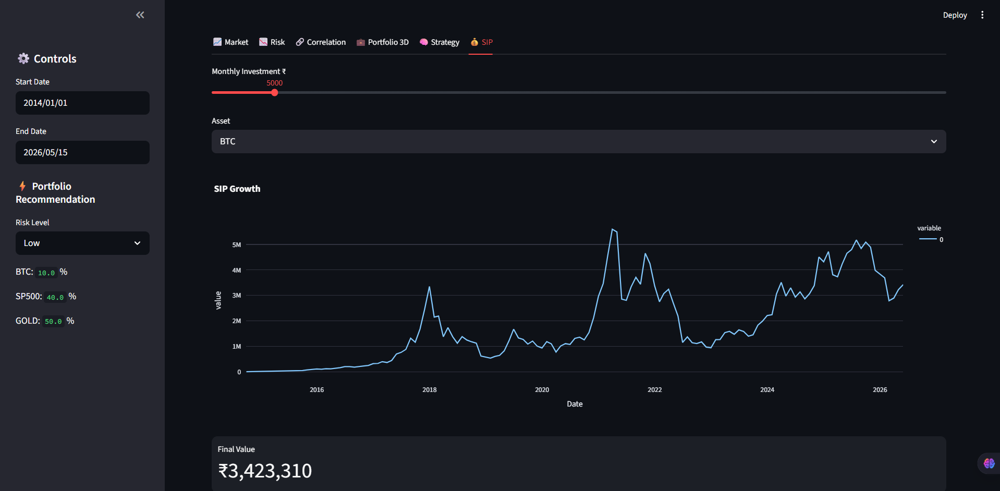 Deploy
Controls
Start Date
2014/01/01
End Date
2026/05/15
Portfolio
Recommendation
Risk Level
Low
BTC: 10.0 %
SP500: 40.0 %
GOLD: 50.0 %
Market Risk Correlation Portfolio 3D Strategy SIP
Monthly Investment ₹
5000
Asset
BTC
SIP Growth
variable
0
5M
4M
3M
2M
1M
0
value
2016 2018 2020 2022 2024 2026
Date
Final Value
₹3,423,310